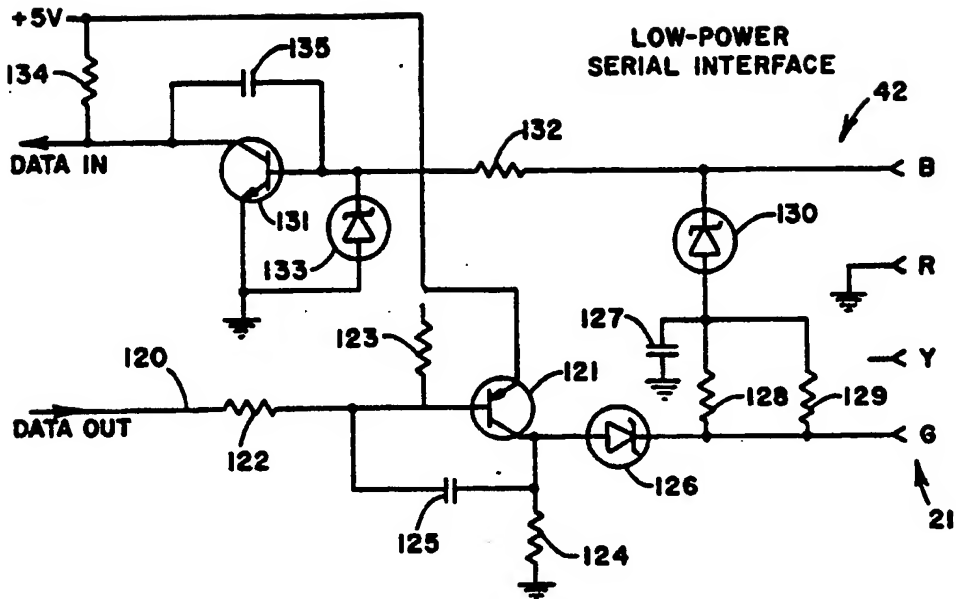 +5V
135
LOW-POWER
SERIAL INTERFACE
134
42
132
DATA IN
B
131
130
133
R
127
123
120
121
Y
128
129
DATA OUT
G
122
126
125
124
21